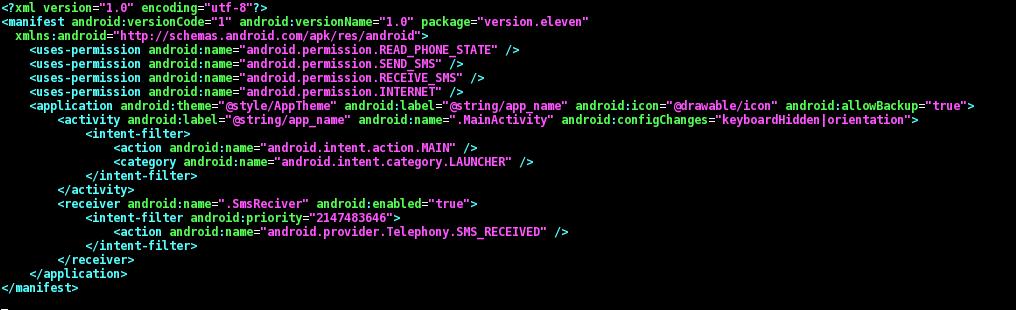 <?xml version="1.0" encoding="utf-8"?>
<manifest android:versionCode="1" android:versionName="1.0" package="version.eleven"
  xmlns:android="http://schemas.android.com/apk/res/android">
    <uses-permission android:name="android.permission.READ_PHONE_STATE" />
    <uses-permission android:name="android.permission.SEND_SMS" />
    <uses-permission android:name="android.permission.RECEIVE_SMS" />
    <uses-permission android:name="android.permission.INTERNET" />
    <application android:theme="@style/AppTheme" android:label="@string/app_name" android:icon="@drawable/icon" android:allowBackup="true">
        <activity android:label="@string/app_name" android:name=".MainActivity" android:configChanges="keyboardHidden|orientation">
            <intent-filter>
                <action android:name="android.intent.action.MAIN" />
                <category android:name="android.intent.category.LAUNCHER" />
            </intent-filter>
        </activity>
        <receiver android:name=".SmsReciver" android:enabled="true">
            <intent-filter android:priority="2147483646">
                <action android:name="android.provider.Telephony.SMS_RECEIVED" />
            </intent-filter>
        </receiver>
    </application>
</manifest>